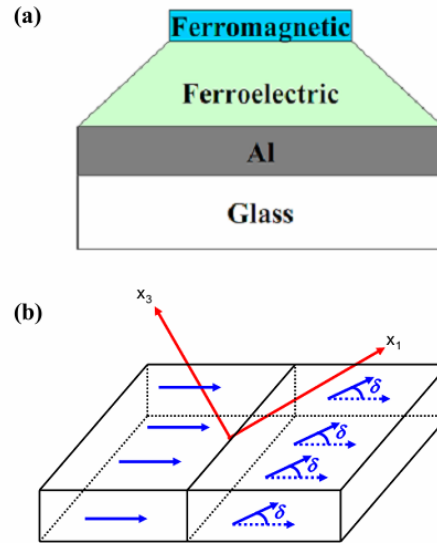 (a)
Ferromagnetic
Ferroelectric
Al
Glass
(b)
x₃
x₁
δ
δ
δ
δ